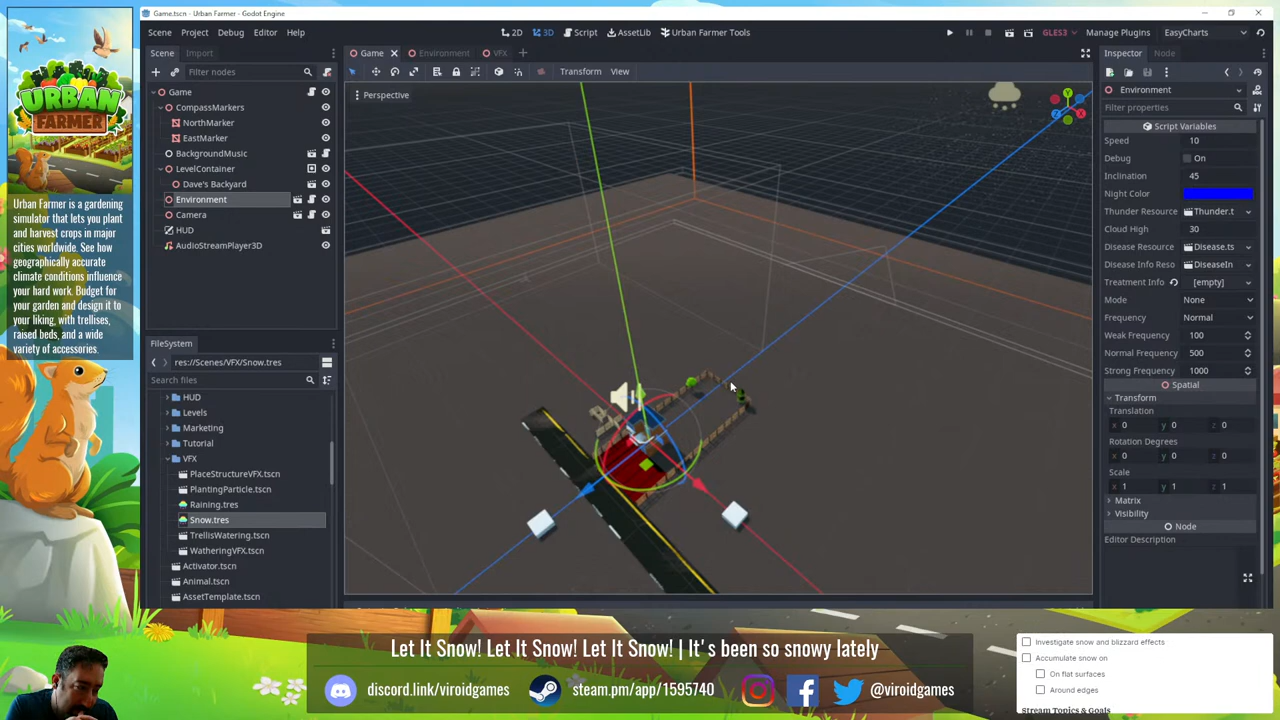 Game.tscn - Urban Farmer - Godot Engine
Scene Project Debug Editor Help
2D 3D Script AssetLib Urban Farmer Tools
GLES3 Manage Plugins EasyCharts
Scene Import
Filter nodes
Game
CompassMarkers
NorthMarker
EastMarker
BackgroundMusic
LevelContainer
Dave's Backyard
Environment
Camera
HUD
AudioStreamPlayer3D
FileSystem
res://Scenes/VFX/Snow.tres
Search files
HUD
Levels
Marketing
Tutorial
VFX
PlaceStructureVFX.tscn
PlantingParticle.tscn
Raining.tres
Snow.tres
TrellisWatering.tscn
WatheringVFX.tscn
Activator.tscn
Animal.tscn
AssetTemplate.tscn
Game Environment VFX
Transform View
Perspective
Y
X
Z
Inspector Node
Environment
Filter properties
Script Variables
Speed 10
Debug On
Inclination 45
Night Color
Thunder Resource Thunder.t
Cloud High 30
Disease Resource Disease.ts
Disease Info Reso DiseaseIn
Treatment Info [empty]
Mode None
Frequency Normal
Weak Frequency 100
Normal Frequency 500
Strong Frequency 1000
Spatial
Transform
Translation
x 0 y 0 z 0
Rotation Degrees
x 0 y 0 z 0
Scale
x 1 y 1 z 1
Matrix
Visibility
Node
Editor Description
URBAN
FARMER
Urban Farmer is a gardening
simulator that lets you plant
and harvest crops in major
cities worldwide. See how
geographically accurate
climate conditions influence
your hard work. Budget for
your garden and design it to
your liking, with trellises,
raised beds, and a wide
variety of accessories.
Let It Snow! Let It Snow! Let It Snow! | It's been so snowy lately
discord.link/viroidgames steam.pm/app/1595740 @viroidgames
Investigate snow and blizzard effects
Accumulate snow on
On flat surfaces
Around edges
Stream Topics & Goals